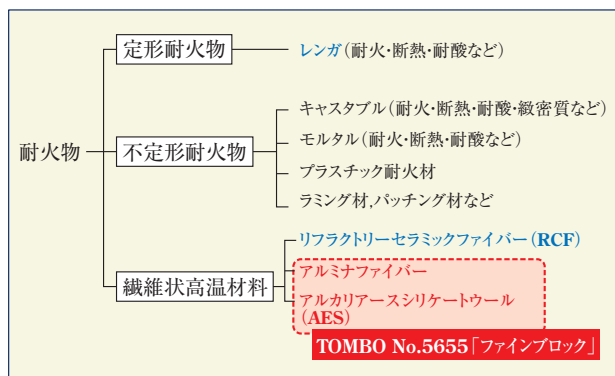 耐火物
定形耐火物
レンガ（耐火・断熱・耐酸など）
不定形耐火物
キャスタブル（耐火・断熱・耐酸・緻密質など）
モルタル（耐火・断熱・耐酸など）
プラスチック耐火材
ラミング材,パッチング材など
繊維状高温材料
リフラクトリーセラミックファイバー（RCF）
アルミナファイバー
アルカリアースシリケートウール
（AES）
TOMBO No.5655「ファインブロック」